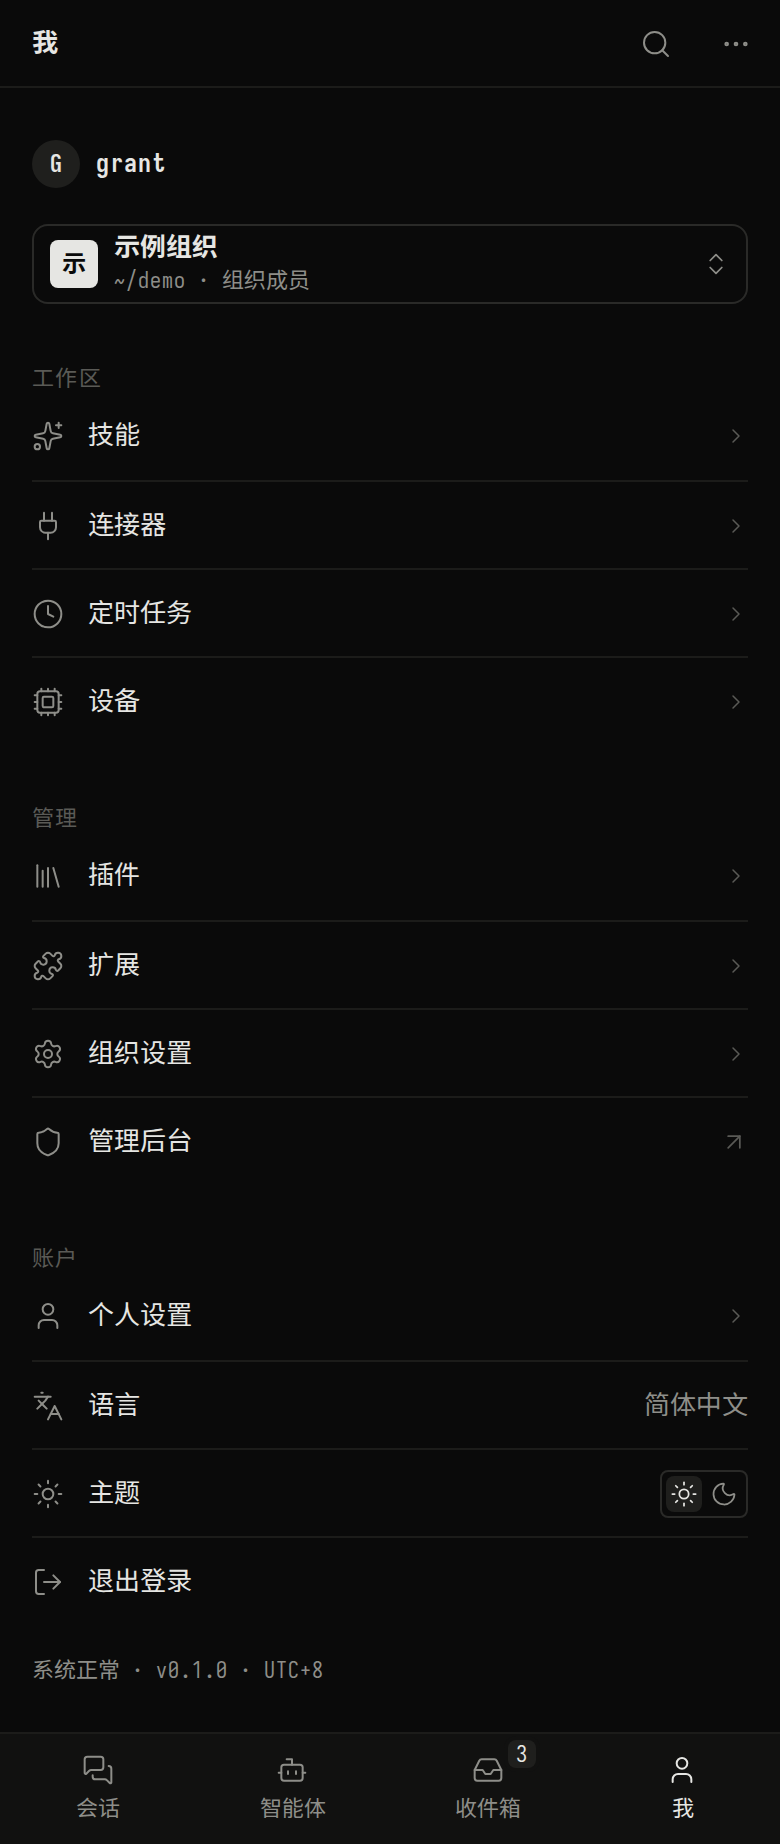 我
G grant
示 示例组织
~/demo · 组织成员
工作区
技能
连接器
定时任务
设备
管理
插件
扩展
组织设置
管理后台
账户
个人设置
语言 简体中文
主题
退出登录
系统正常 · v0.1.0 · UTC+8
3
会话 智能体 收件箱 我